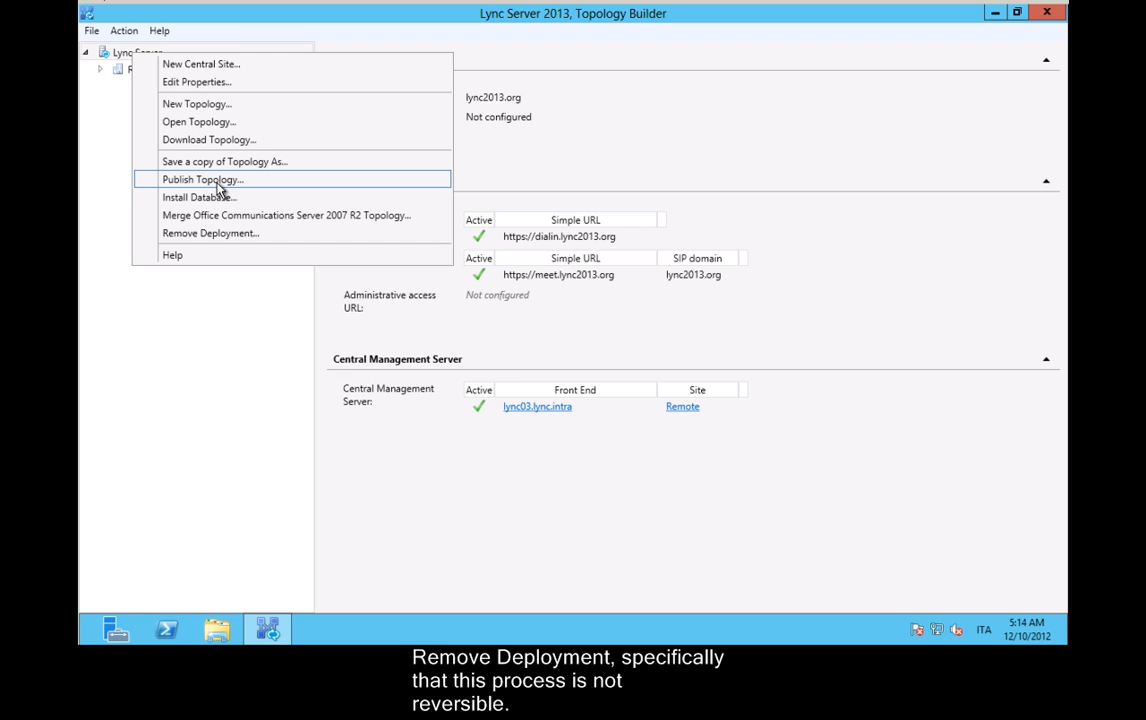 Lync Server 2013, Topology Builder
File Action Help
Lync Server
New Central Site...
Edit Properties...
New Topology...
Open Topology...
Download Topology...
Save a copy of Topology As...
Publish Topology...
Install Database...
Merge Office Communications Server 2007 R2 Topology...
Remove Deployment...
Help
lync2013.org
Not configured
Active Simple URL
https://dialin.lync2013.org
Active Simple URL SIP domain
https://meet.lync2013.org lync2013.org
Administrative access Not configured
URL:
Central Management Server
Central Management Active Front End Site
Server: lync03.lync.intra Remote
ITA 5:14 AM
12/10/2012
Remove Deployment, specifically
that this process is not
reversible.